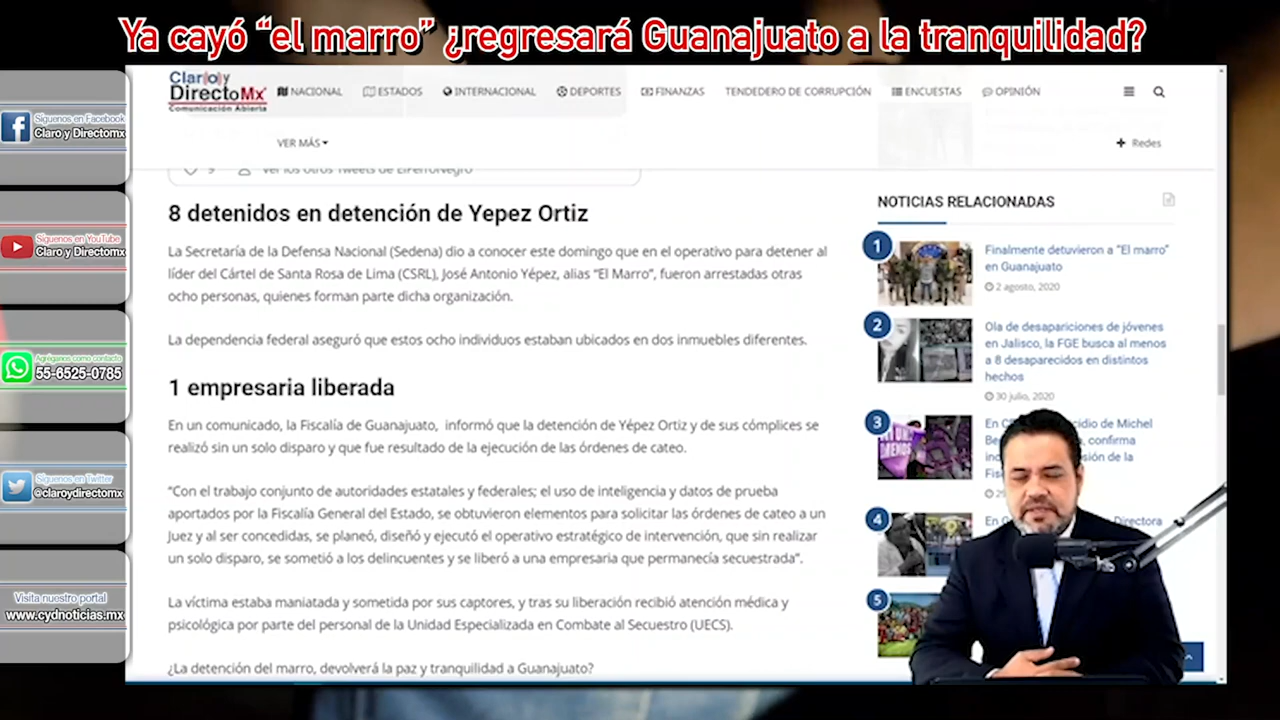 Ya cayó “el marro” ¿regresará Guanajuato a la tranquilidad?
Claroy
DirectoMx
Comunicación Abierta
NACIONAL
ESTADOS
INTERNACIONAL
DEPORTES
FINANZAS
TENDEDERO DE CORRUPCIÓN
ENCUESTAS
OPINIÓN
VER MÁS
Redes
Síguenos en Facebook
Claro y Directomx
Síguenos en YouTube
Claro y Directomx
Agréganos como contacto
55-6525-0785
Síguenos en Twitter
@claroydirectomx
Visita nuestro portal
www.cydnoticias.mx
9 Ver los otros Tweets de ElPerroNegro
8 detenidos en detención de Yepez Ortiz
La Secretaría de la Defensa Nacional (Sedena) dio a conocer este domingo que en el operativo para detener al
líder del Cártel de Santa Rosa de Lima (CSRL), José Antonio Yépez, alias “El Marro”, fueron arrestadas otras
ocho personas, quienes forman parte dicha organización.
La dependencia federal aseguró que estos ocho individuos estaban ubicados en dos inmuebles diferentes.
1 empresaria liberada
En un comunicado, la Fiscalía de Guanajuato, informó que la detención de Yépez Ortiz y de sus cómplices se
realizó sin un solo disparo y que fue resultado de la ejecución de las órdenes de cateo.
“Con el trabajo conjunto de autoridades estatales y federales; el uso de inteligencia y datos de prueba
aportados por la Fiscalía General del Estado, se obtuvieron elementos para solicitar las órdenes de cateo a un
Juez y al ser concedidas, se planeó, diseñó y ejecutó el operativo estratégico de intervención, que sin realizar
un solo disparo, se sometió a los delincuentes y se liberó a una empresaria que permanecía secuestrada”.
La víctima estaba maniatada y sometida por sus captores, y tras su liberación recibió atención médica y
psicológica por parte del personal de la Unidad Especializada en Combate al Secuestro (UECS).
¿La detención del marro, devolverá la paz y tranquilidad a Guanajuato?
NOTICIAS RELACIONADAS
1
Finalmente detuvieron a “El marro”
en Guanajuato
2 agosto, 2020
2
Ola de desapariciones de jóvenes
en Jalisco, la FGE busca al menos
a 8 desaparecidos en distintos
hechos
30 julio, 2020
3
de Michel
confirma
de la
4
Directora
5